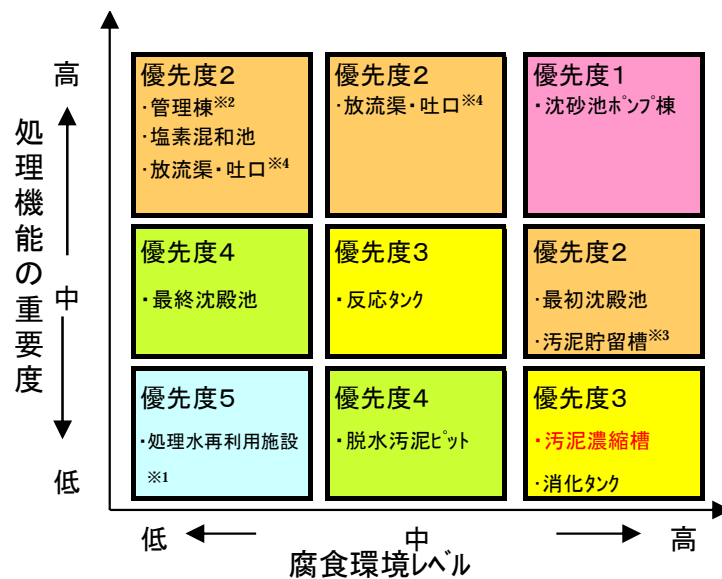 処理機能の重要度
高
中
低
優先度2
・管理棟※2
・塩素混和池
・放流渠・吐口※4
優先度2
・放流渠・吐口※4
優先度1
・沈砂池ﾎﾟﾝﾌﾟ棟
優先度4
・最終沈殿池
優先度3
・反応ﾀﾝｸ
優先度2
・最初沈殿池
・汚泥貯留槽※3
優先度5
・処理水再利用施設
※1
優先度4
・脱水汚泥ﾋﾟｯﾄ
優先度3
・汚泥濃縮槽
・消化タンク
低
中
高
腐食環境ﾚﾍﾞﾙ